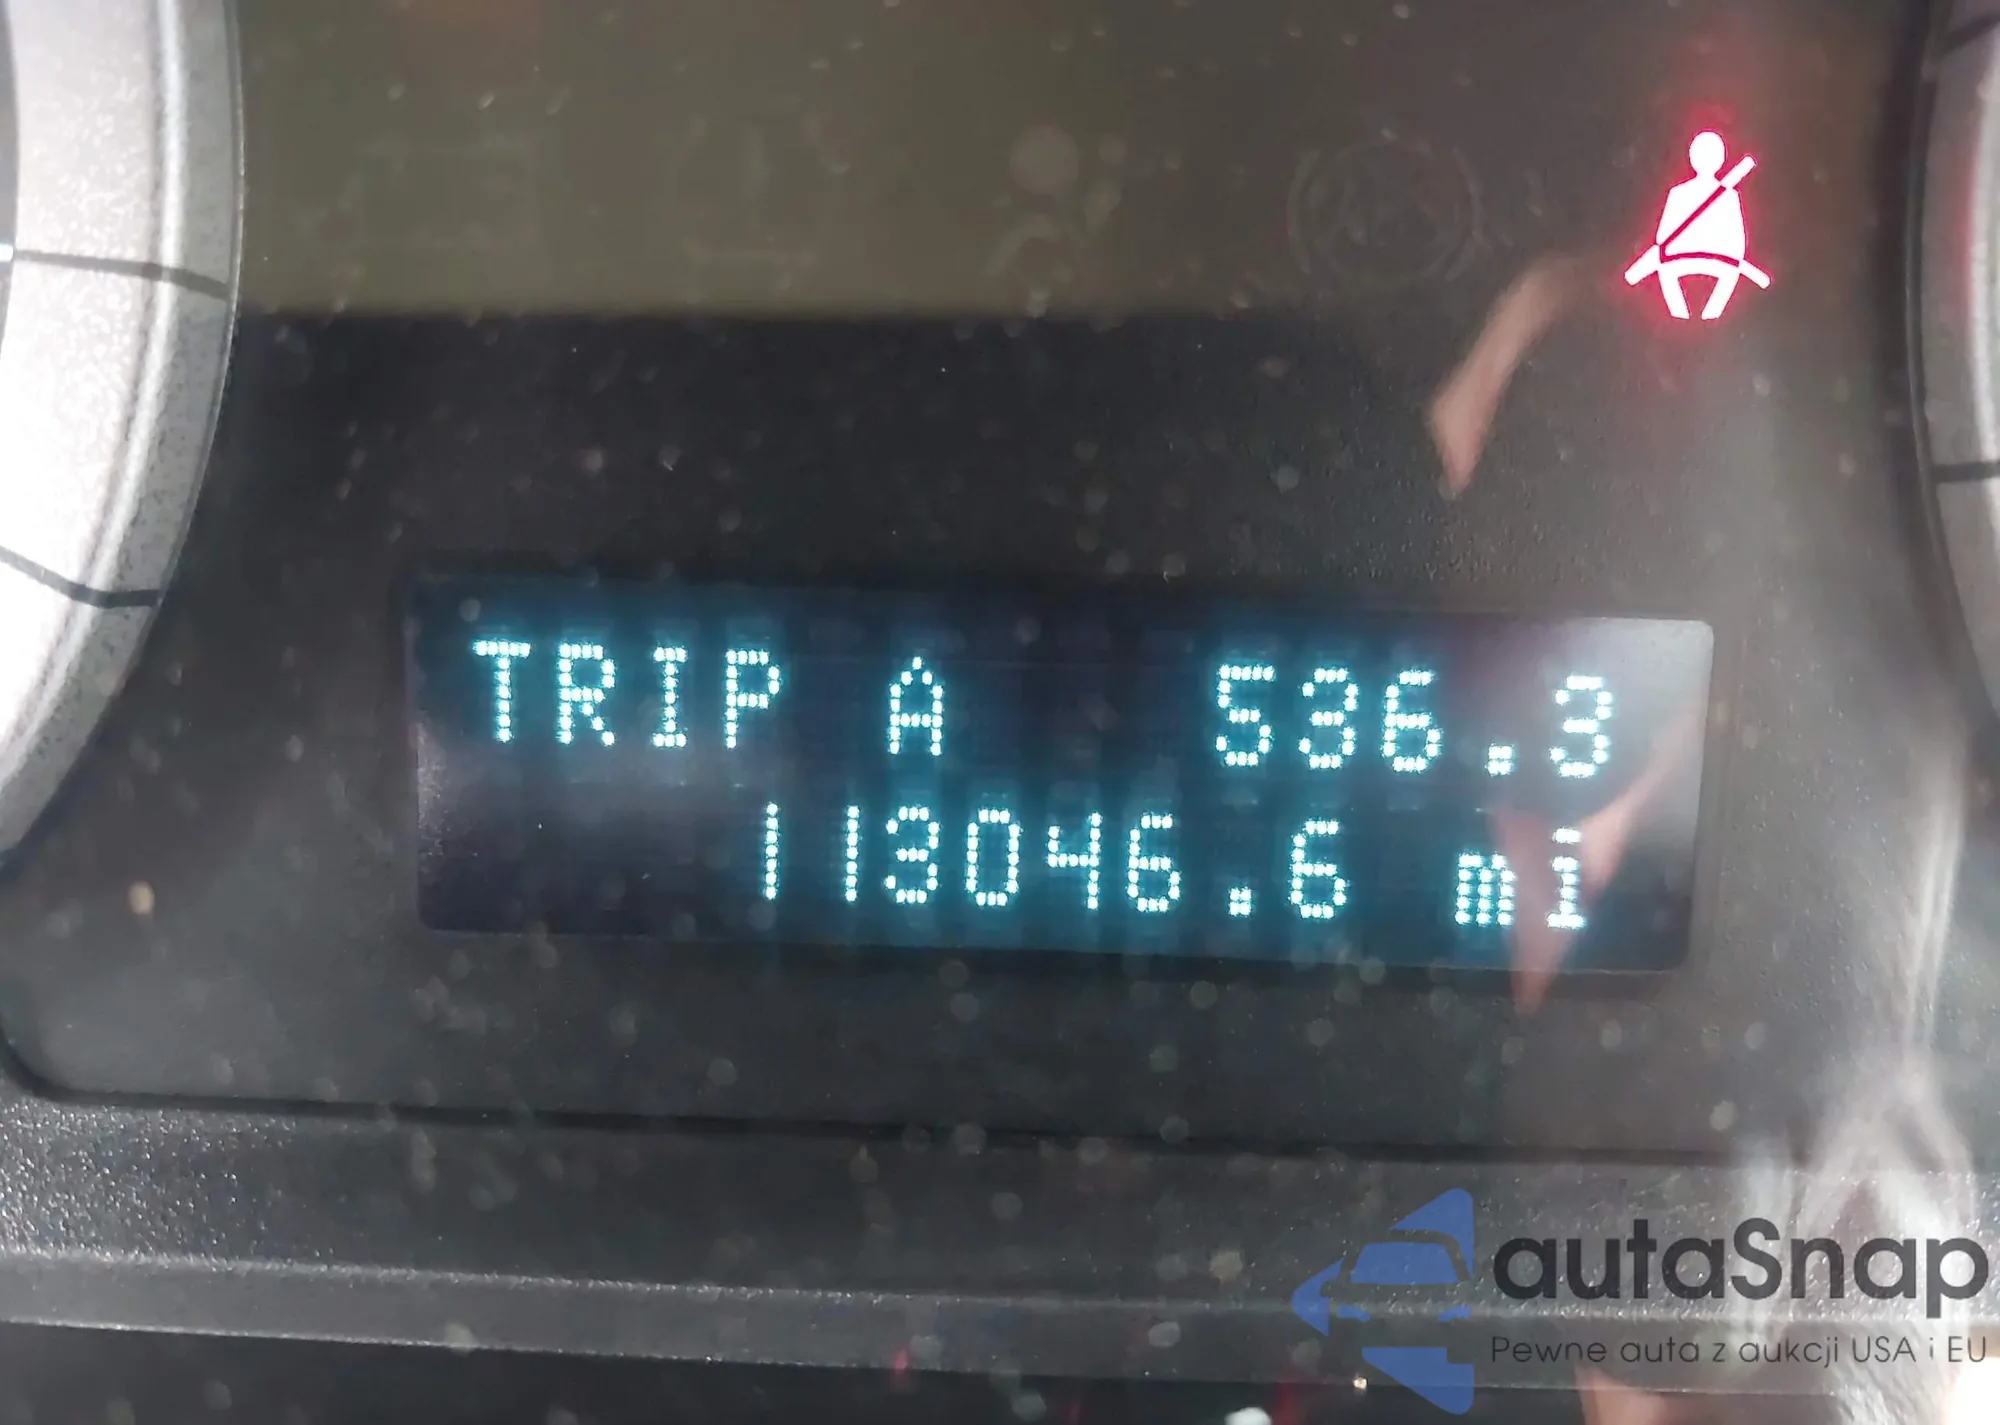 TRIP A 536.3
113046.6 mi
autaSnap
Pewne auta z aukcji USA i EU